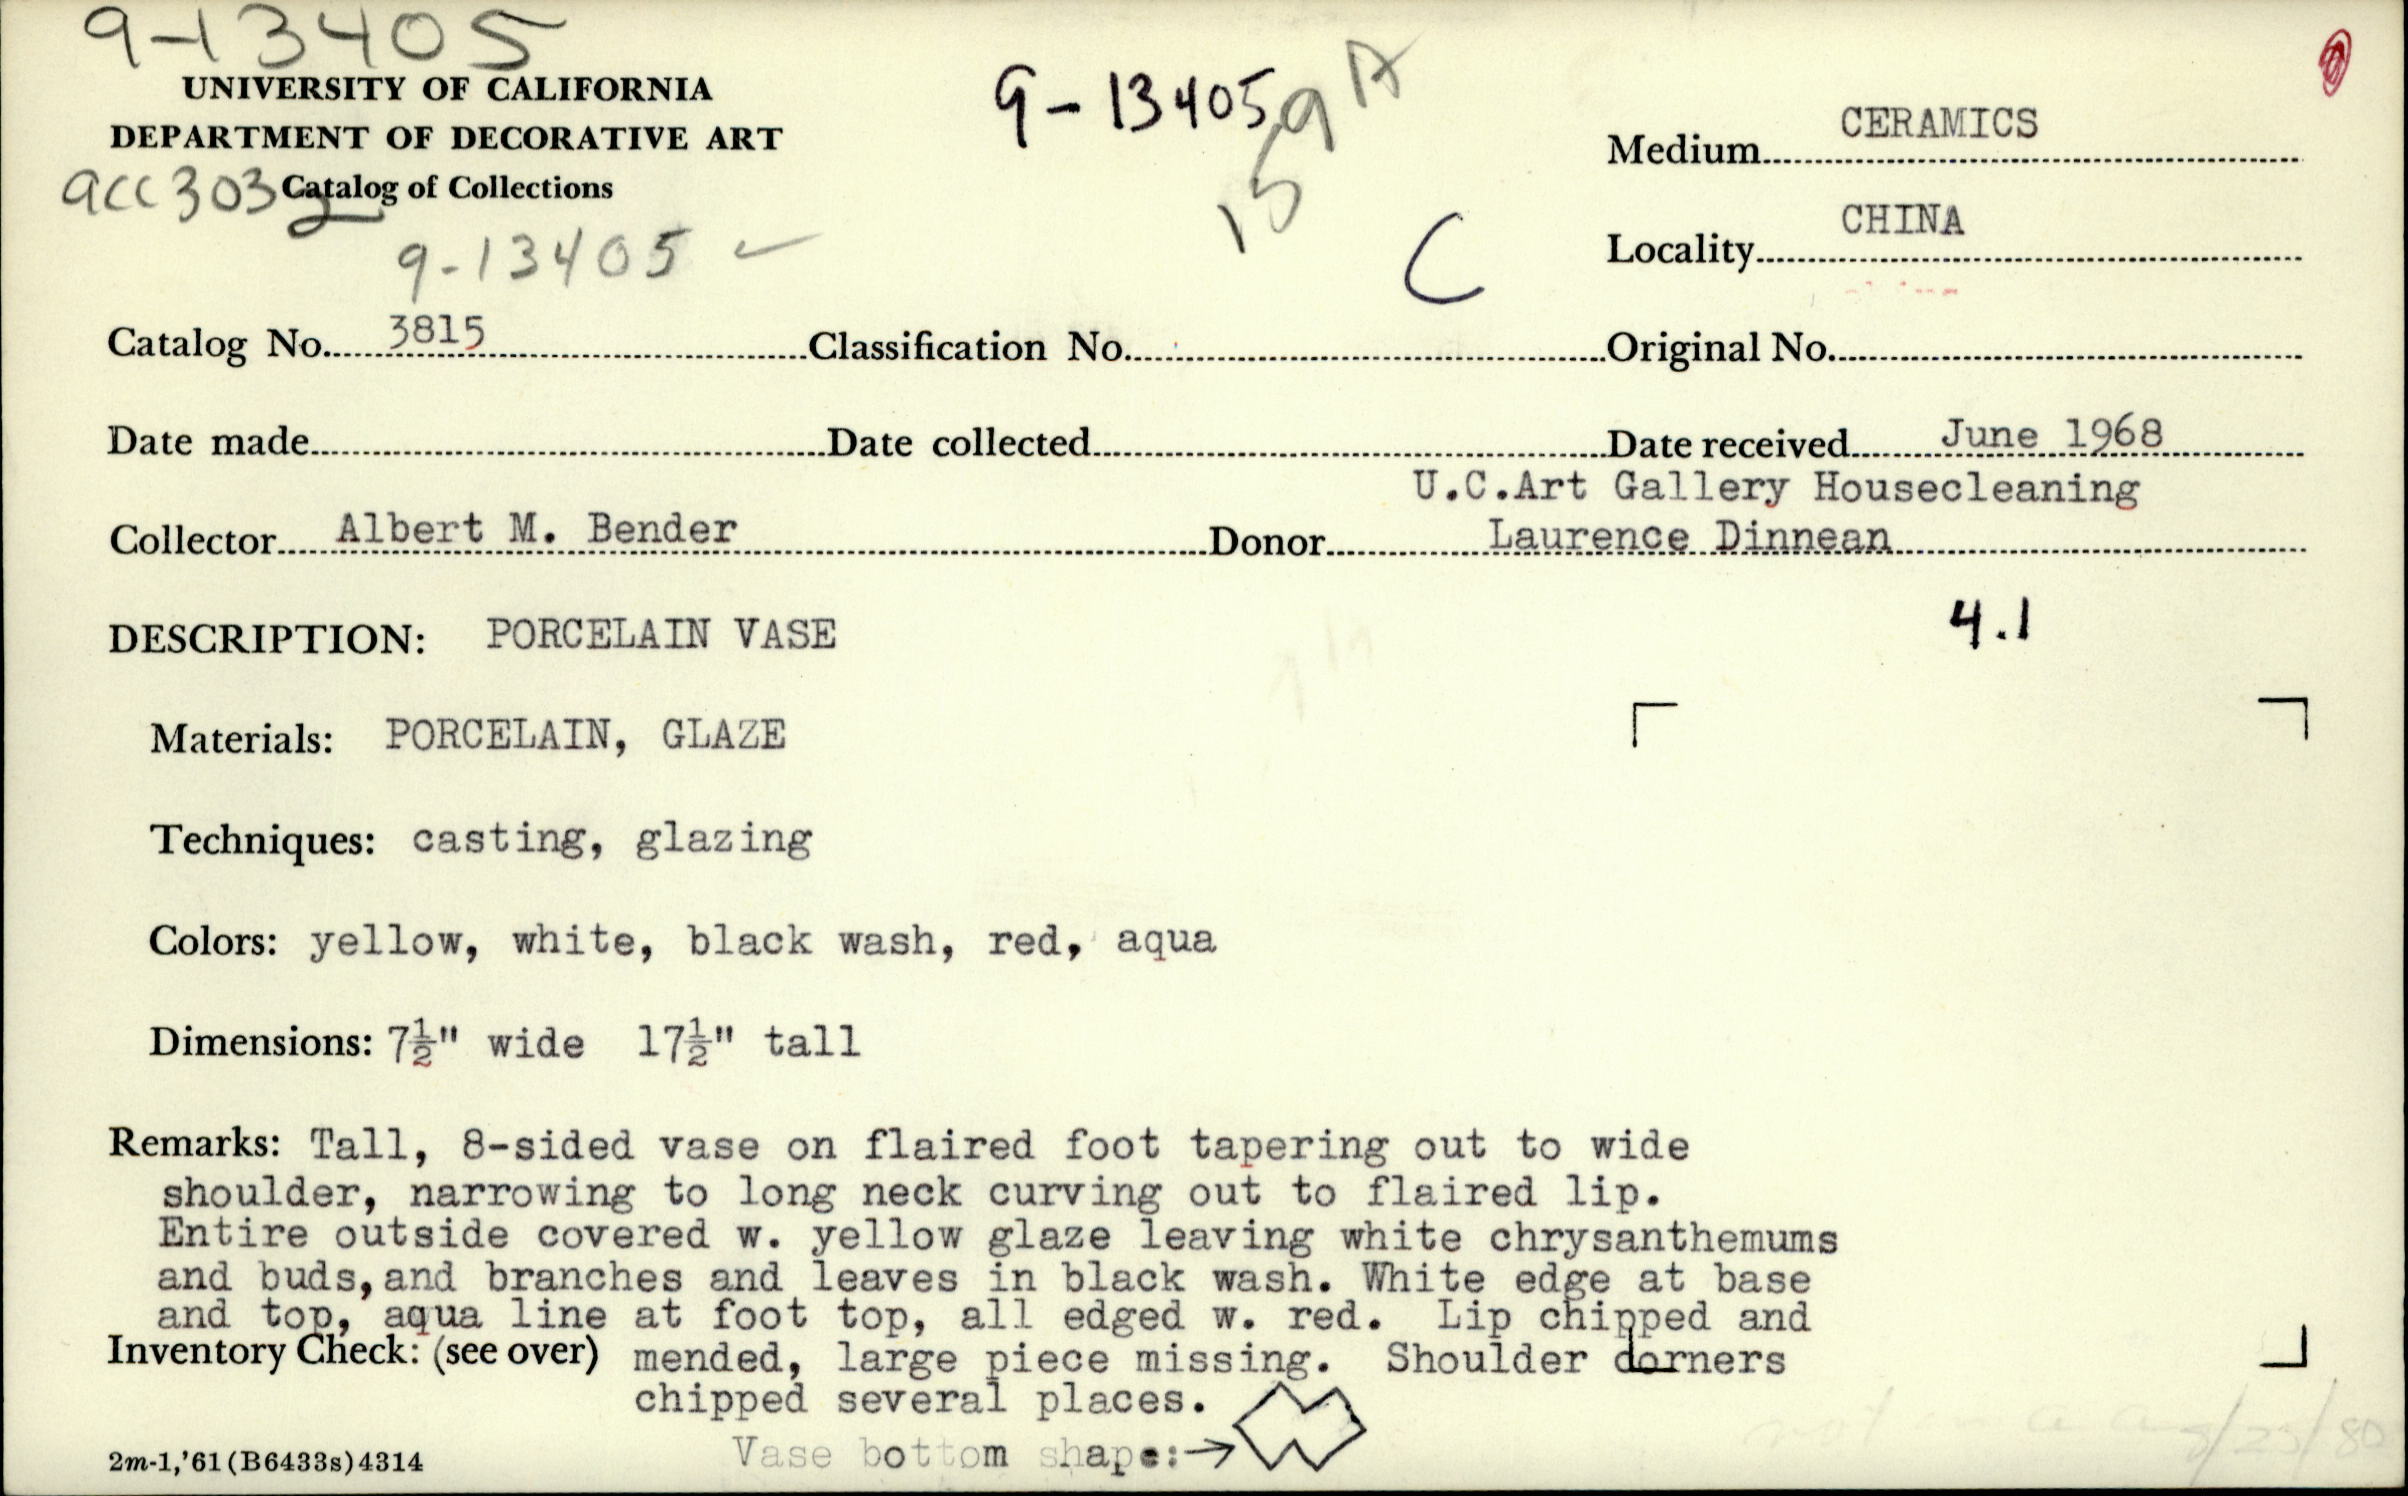 9-13405
UNIVERSITY OF CALIFORNIA
DEPARTMENT OF DECORATIVE ART
acc 3032 Catalog of Collections
9-13405 ✓
9-13405
159A
C
Medium CERAMICS
Locality CHINA
Catalog No. 3815 Classification No. Original No.
Date made Date collected Date received June 1968
U.C.Art Gallery Housecleaning
Collector Albert M. Bender Donor Laurence Dinnean
DESCRIPTION: PORCELAIN VASE 4.1
Materials: PORCELAIN, GLAZE
Techniques: casting, glazing
Colors: yellow, white, black wash, red, aqua
Dimensions: 7½" wide 17½" tall
Remarks: Tall, 8-sided vase on flaired foot tapering out to wide
shoulder, narrowing to long neck curving out to flaired lip.
Entire outside covered w. yellow glaze leaving white chrysanthemums
and buds, and branches and leaves in black wash. White edge at base
and top, aqua line at foot top, all edged w. red. Lip chipped and
Inventory Check: (see over) mended, large piece missing. Shoulder corners
chipped several places.
Vase bottom shape:→
2m-1,'61(B6433s)4314
8/23/80